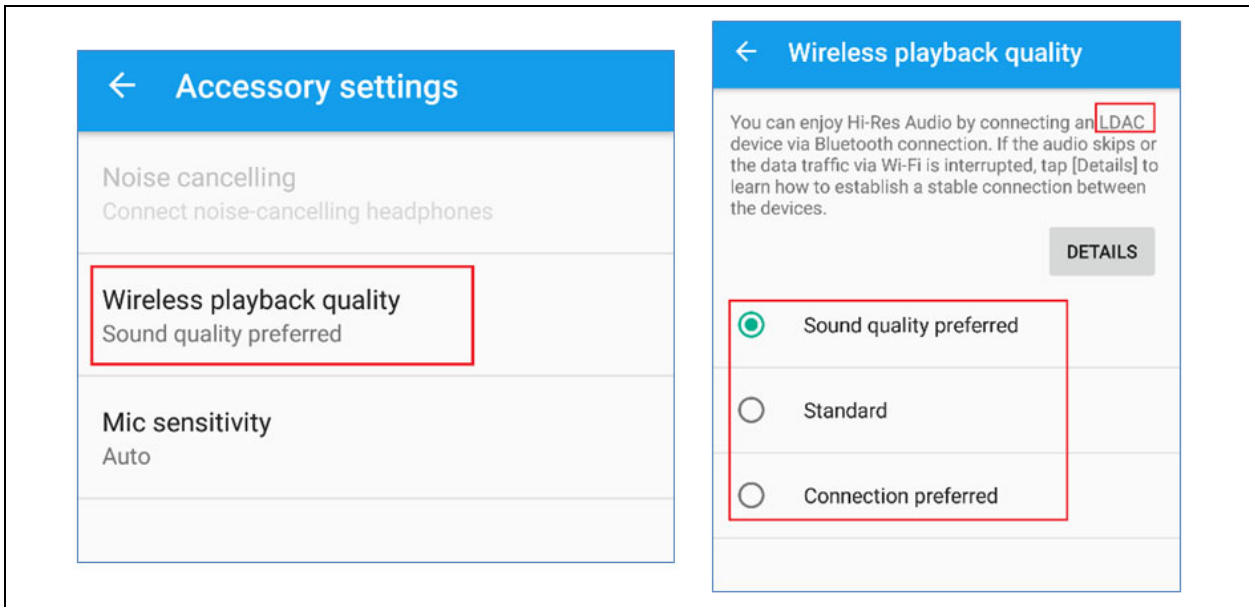 Accessory settings
Noise cancelling
Connect noise-cancelling headphones
Wireless playback quality
Sound quality preferred
Mic sensitivity
Auto
Wireless playback quality
You can enjoy Hi-Res Audio by connecting an LDAC
device via Bluetooth connection. If the audio skips or
the data traffic via Wi-Fi is interrupted, tap [Details] to
learn how to establish a stable connection between
the devices.
DETAILS
Sound quality preferred
Standard
Connection preferred